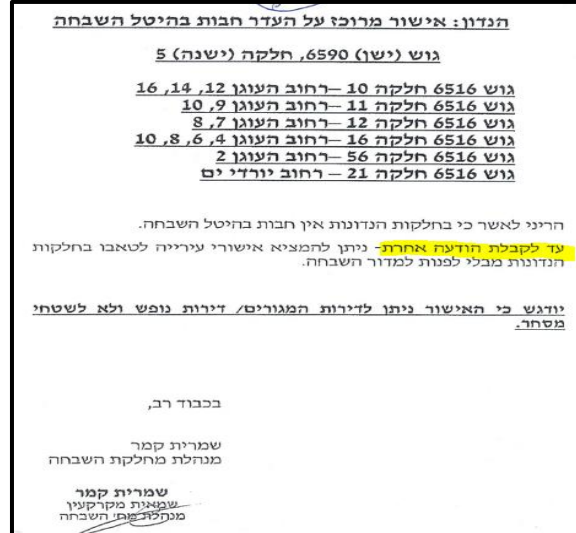 הנדון: אישור מרוכז על העדר חבות בהיטל השבחה
גוש (ישן) 6590, חלקה (ישנה) 5
גוש 6516 חלקה 10 –רחוב העוגן 12, 14, 16
גוש 6516 חלקה 11 –רחוב העוגן 9, 10
גוש 6516 חלקה 12 –רחוב העוגן 7, 8
גוש 6516 חלקה 16 –רחוב העוגן 4, 6, 8, 10
גוש 6516 חלקה 56 –רחוב העוגן 2
גוש 6516 חלקה 21 – רחוב יורדי ים
הריני לאשר כי בחלקות הנדונות אין חבות בהיטל השבחה.
עד לקבלת הודעה אחרת- ניתן להמציא אישורי עירייה לטאבו בחלקות
הנדונות מבלי לפנות למדור השבחה.
יודגש כי האישור ניתן לדירות המגורים/ דירות נופש ולא לשטחי
מסחר.
בכבוד רב,
שמרית קמר
מנהלת מחלקת השבחה
שמרית קמר
שמאית מקרקעין
מנהלת מח' השבחה